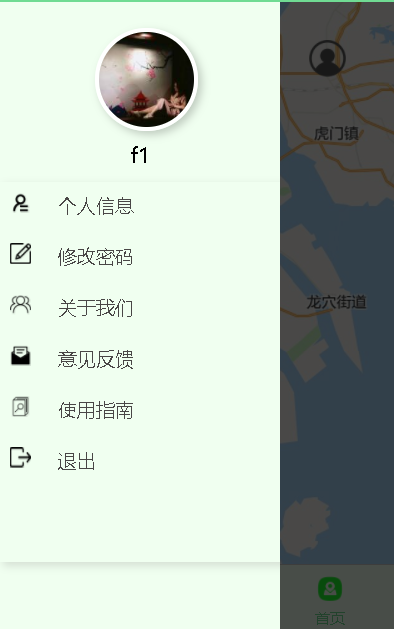 f1
个人信息
修改密码
关于我们
意见反馈
使用指南
退出
虎门镇
龙穴街道
首页